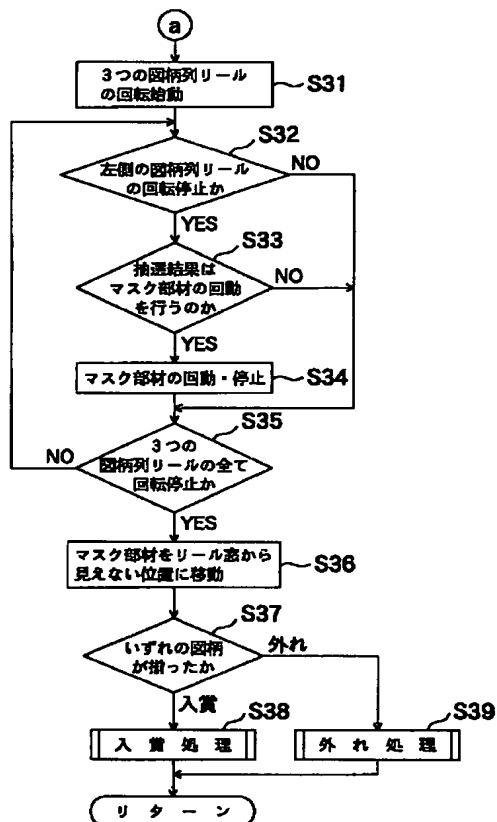 a
3つの図柄列リール
の回転始動
S31
S32
左側の図柄列リール
の回転停止か
NO
YES
S33
抽選結果は
マスク部材の回動
を行うのか
NO
YES
マスク部材の回動・停止
S34
S35
3つの
図柄列リールの全て
回転停止か
NO
YES
マスク部材をリール窓から
見えない位置に移動
S36
S37
いずれの図柄
が揃ったか
外れ
入賞
S38
入賞処理
S39
外れ処理
リターン